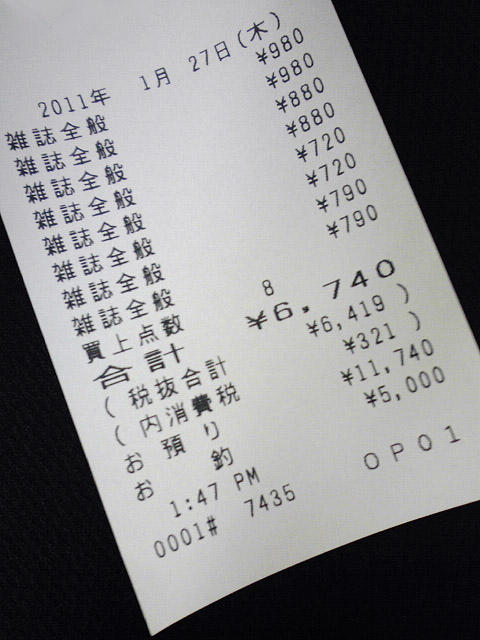 2011年 1月 27日(木)
雑誌全般 ¥980
雑誌全般 ¥980
雑誌全般 ¥880
雑誌全般 ¥880
雑誌全般 ¥720
雑誌全般 ¥720
雑誌全般 ¥790
雑誌全般 ¥790
買上点数 8
合計 ¥6,740
(税抜合計 ¥6,419)
(内消費税 ¥321)
お預り ¥11,740
お釣 ¥5,000
1:47 PM
0001# 7435 OP01